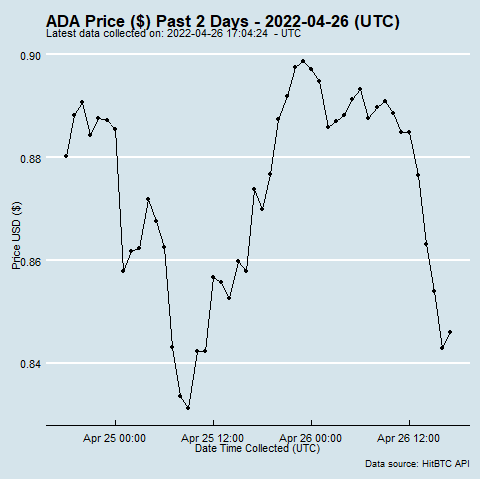 ADA Price ($) Past 2 Days - 2022-04-26 (UTC)
Latest data collected on: 2022-04-26 17:04:24  - UTC
0.90
0.88
0.86
0.84
Price USD ($)
Apr 25 00:00 Apr 25 12:00 Apr 26 00:00 Apr 26 12:00
Date Time Collected (UTC)
Data source: HitBTC API